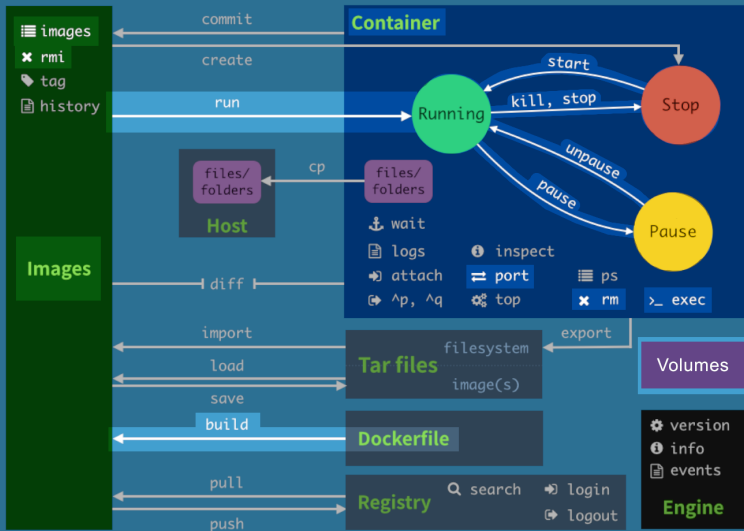 images
rmi
tag
history
Images
commit
create
run
Container
start
Running
kill, stop
Stop
unpause
pause
Pause
files/
folders
cp
files/
folders
Host
wait
logs
inspect
attach
port
ps
^p, ^q
top
rm
>_ exec
diff
import
export
filesystem
Tar files
load
image(s)
save
Volumes
build
Dockerfile
version
info
events
Engine
pull
Registry
search
login
logout
push